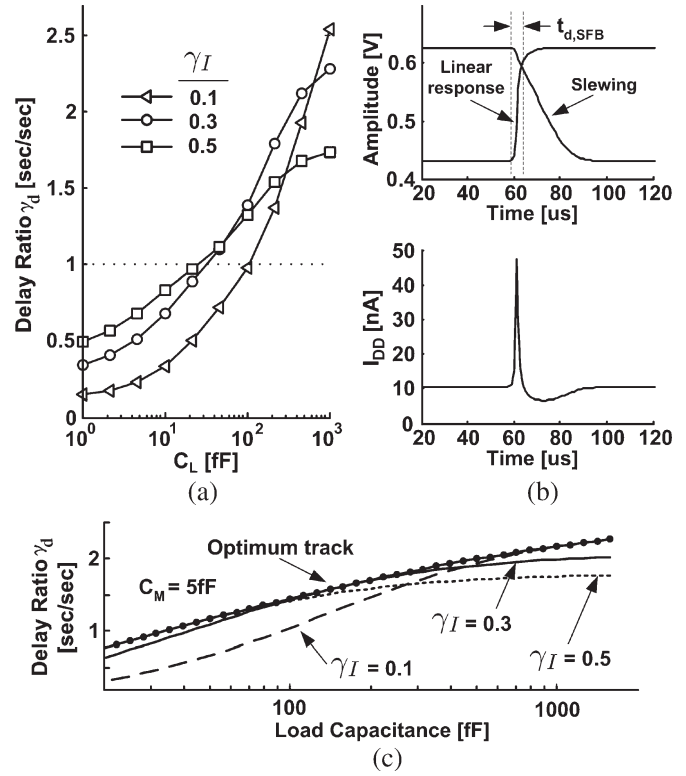 2.5
2
1.5
1
0.5
0
Delay Ratio γd [sec/sec]
γI
0.1
0.3
0.5
10^0
10^1
10^2
10^3
CL [fF]
(a)
td,SFB
0.6
0.5
0.4
Amplitude [V]
Linear
response
Slewing
20 40 60 80 100 120
Time [us]
50
40
30
20
10
0
IDD [nA]
20 40 60 80 100 120
Time [us]
(b)
2
1
Delay Ratio γd
[sec/sec]
Optimum track
CM = 5fF
γI = 0.1
γI = 0.3
γI = 0.5
100
1000
Load Capacitance [fF]
(c)